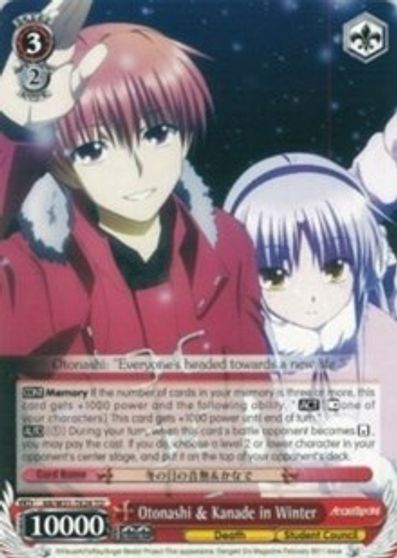 LEVEL
3
2
Otonashi: "Everyone's headed towards a new life."
CONT Memory If the number of cards in your memory is three or more, this
card gets +1000 power and the following ability. "ACT [one
of your characters] This card gets +1000 power until end of turn."
AUTO [(1)] During your turn, when this card's battle opponent becomes [ ],
you may pay the cost. If you do, choose a level 2 or lower character in your
opponent's center stage, and put it on the top of your opponent's deck.
Card Name 冬の日の音無&かなで
Otonashi & Kanade in Winter
10000
Death
Student Council